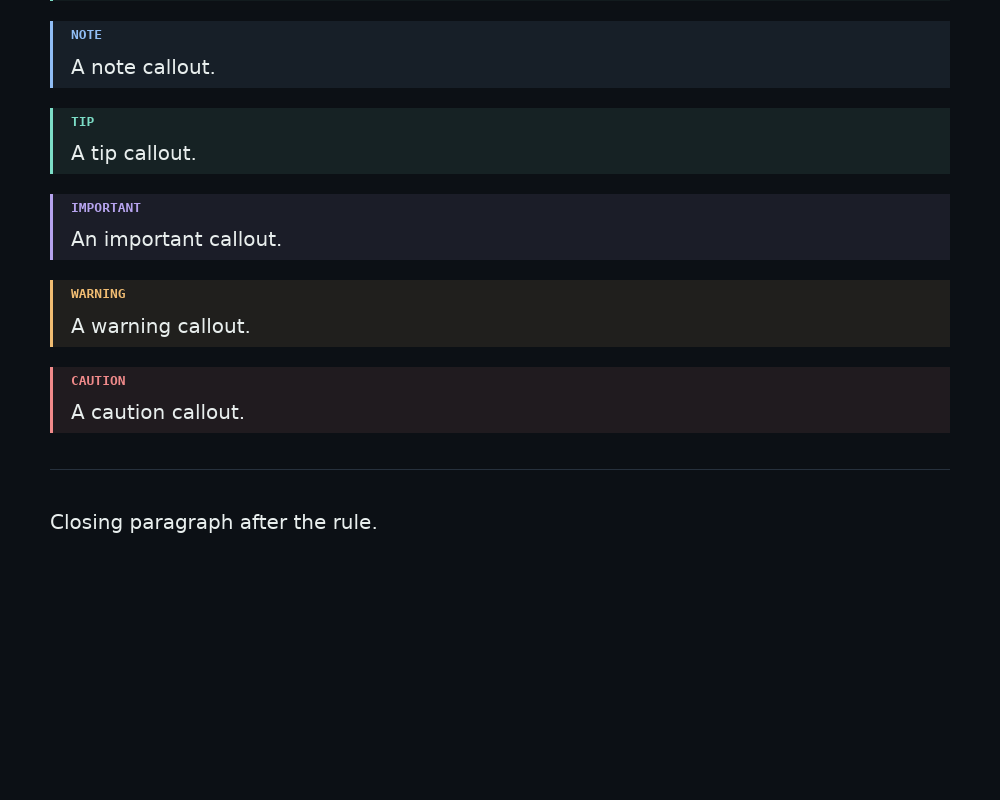 NOTE
A note callout.
TIP
A tip callout.
IMPORTANT
An important callout.
WARNING
A warning callout.
CAUTION
A caution callout.
Closing paragraph after the rule.